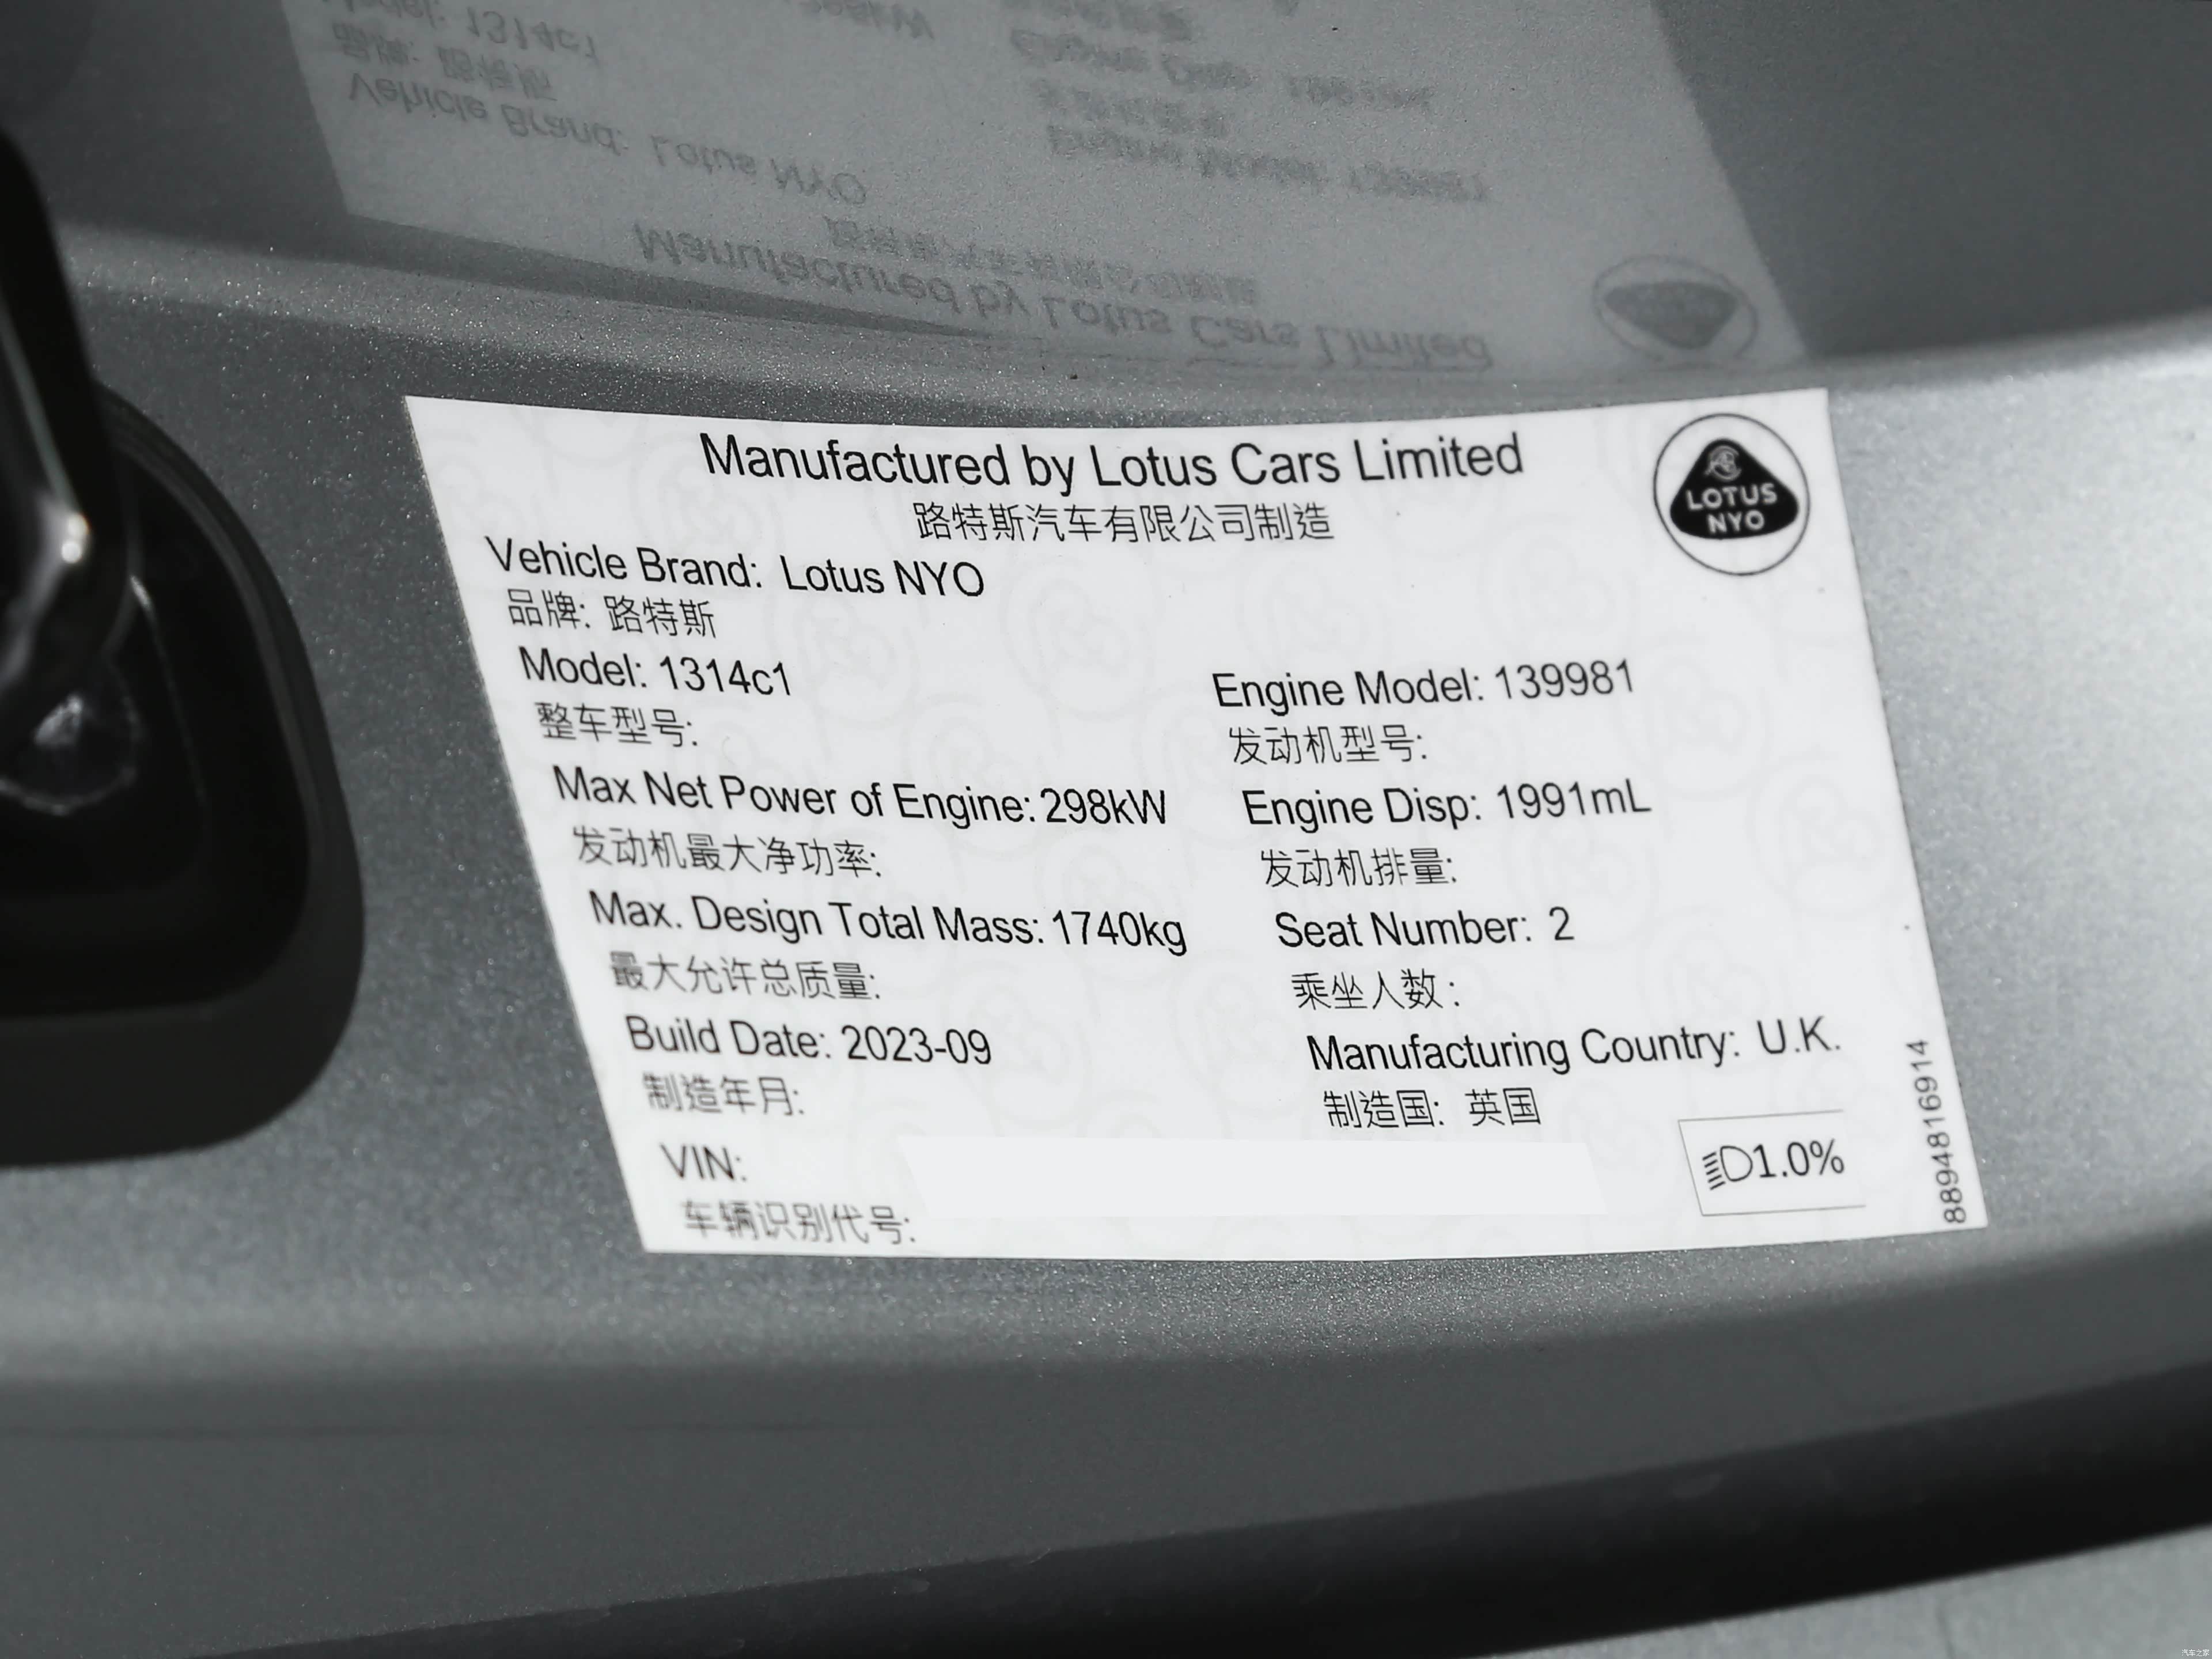 Manufactured by Lotus Cars Limited
路特斯汽车有限公司制造
LOTUS
NYO
Vehicle Brand: Lotus NYO
品牌: 路特斯
Model: 1314c1
整车型号:
Engine Model: 139981
发动机型号:
Max Net Power of Engine: 298kW
发动机最大净功率:
Engine Disp: 1991mL
发动机排量:
Max. Design Total Mass: 1740kg
最大允许总质量:
Seat Number: 2
乘坐人数:
Build Date: 2023-09
制造年月:
Manufacturing Country: U.K.
制造国: 英国
VIN:
车辆识别代号:
1.0%
8894816914
汽车之家